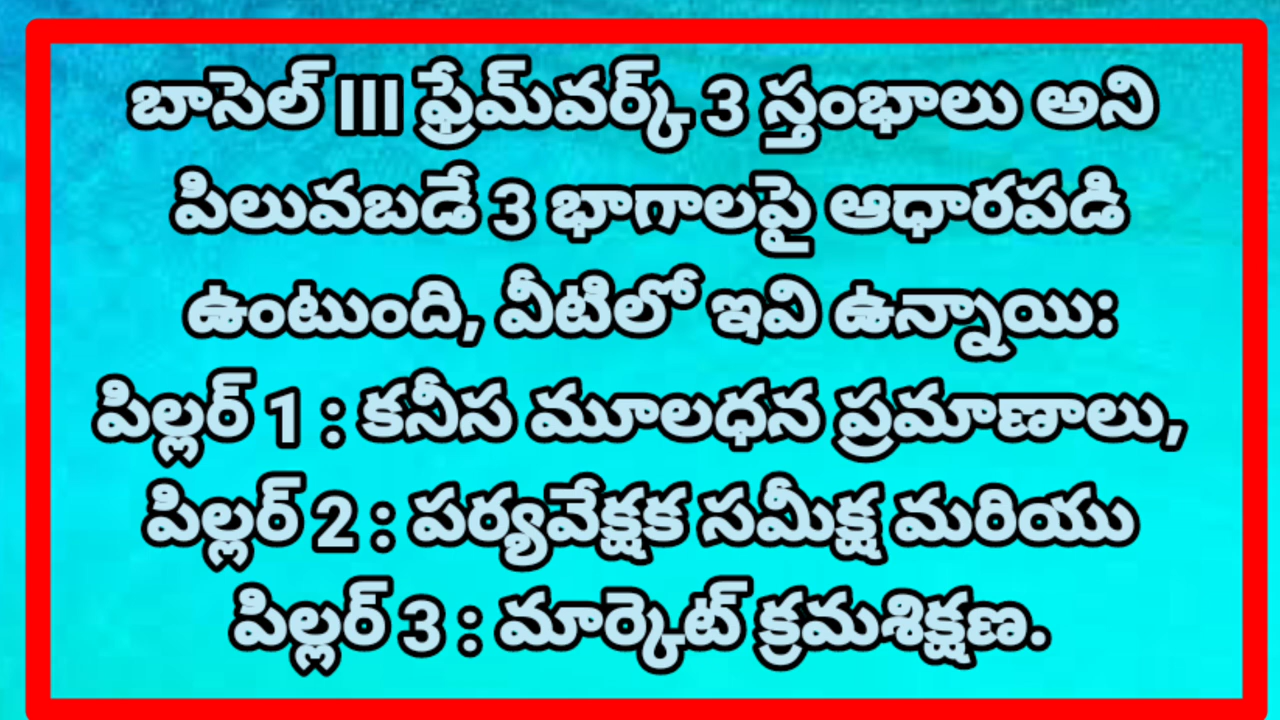 బాసెల్ III ఫ్రేమ్‌వర్క్ 3 స్తంభాలు అని
పిలువబడే 3 భాగాలపై ఆధారపడి
ఉంటుంది, వీటిలో ఇవి ఉన్నాయి:
పిల్లర్ 1 : కనీస మూలధన ప్రమాణాలు,
పిల్లర్ 2 : పర్యవేక్షక సమీక్ష మరియు
పిల్లర్ 3 : మార్కెట్ క్రమశిక్షణ.